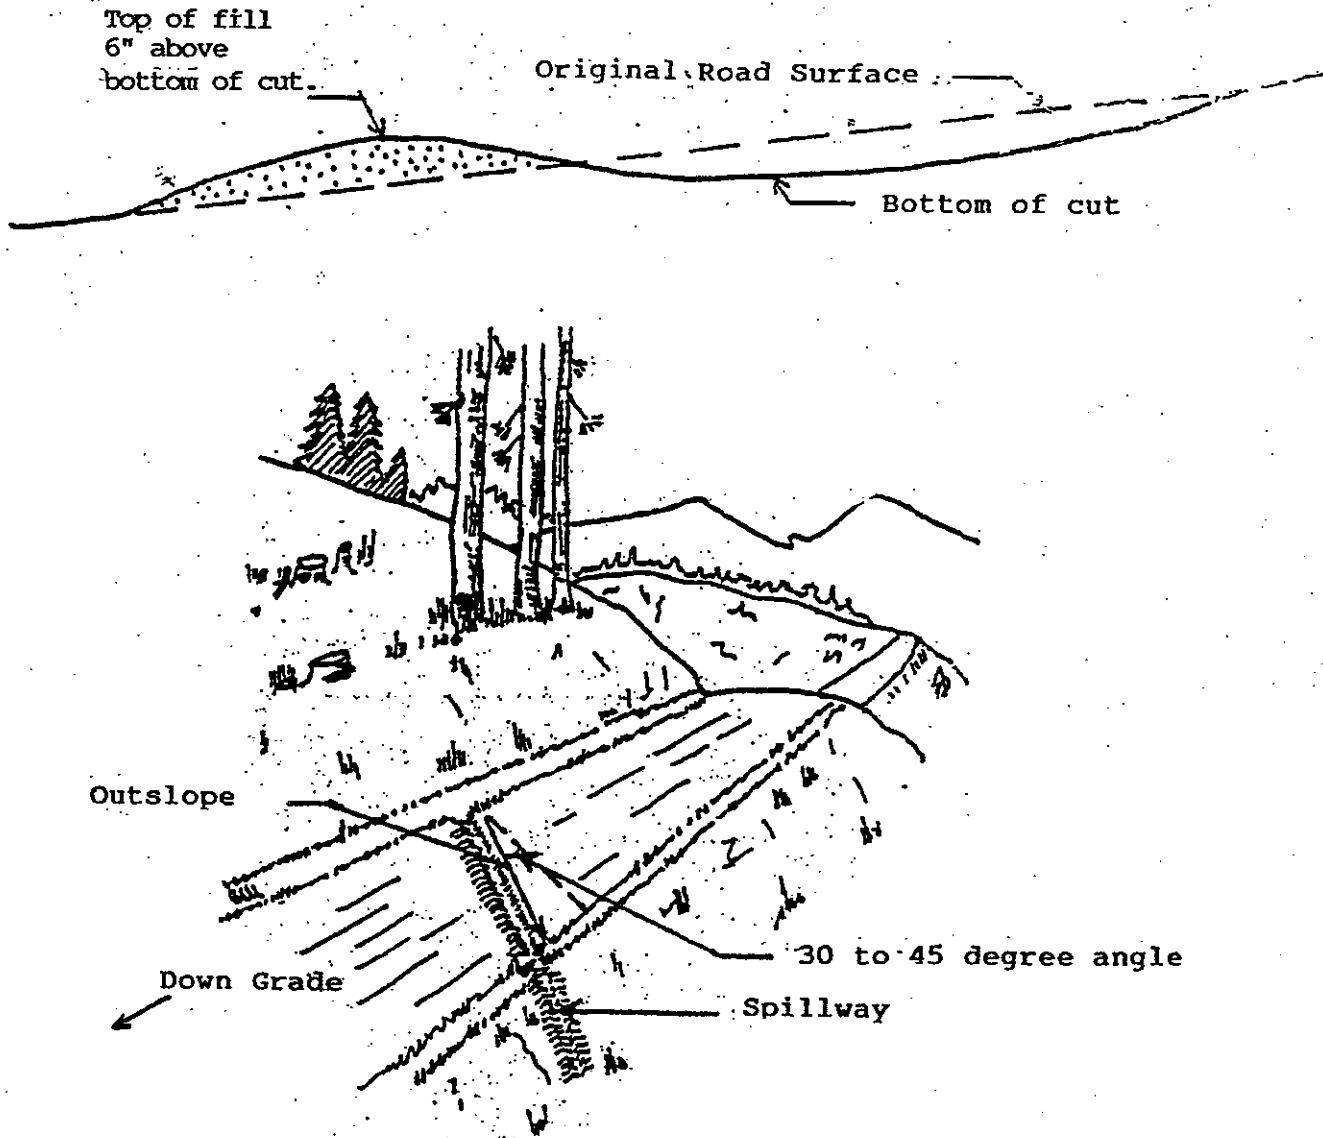 Top of fill
6" above
bottom of cut.
Original Road Surface
Bottom of cut
Outslope
30 to 45 degree angle
Down Grade
Spillway